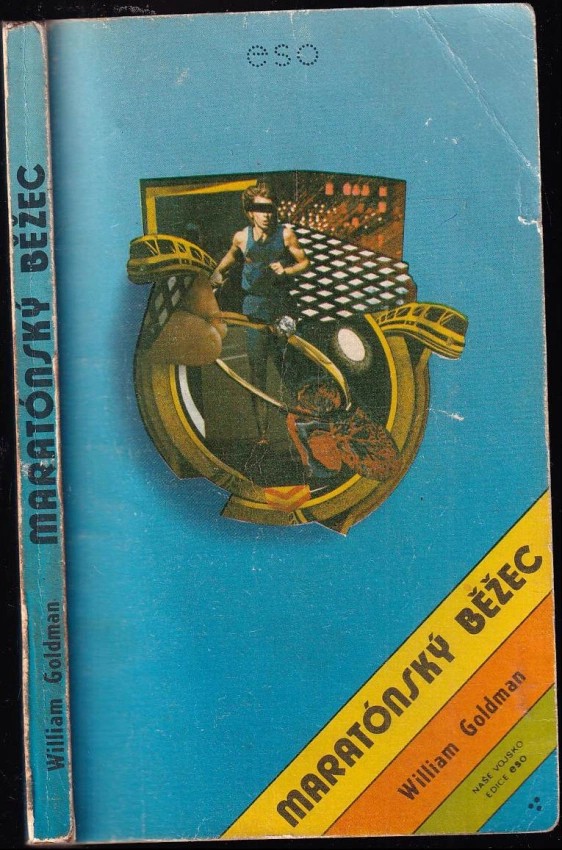 eso
MARATÓNSKÝ BĚŽEC
William Goldman
NAŠE VOJSKO
EDICE eso
William Goldman
MARATÓNSKÝ BĚŽEC